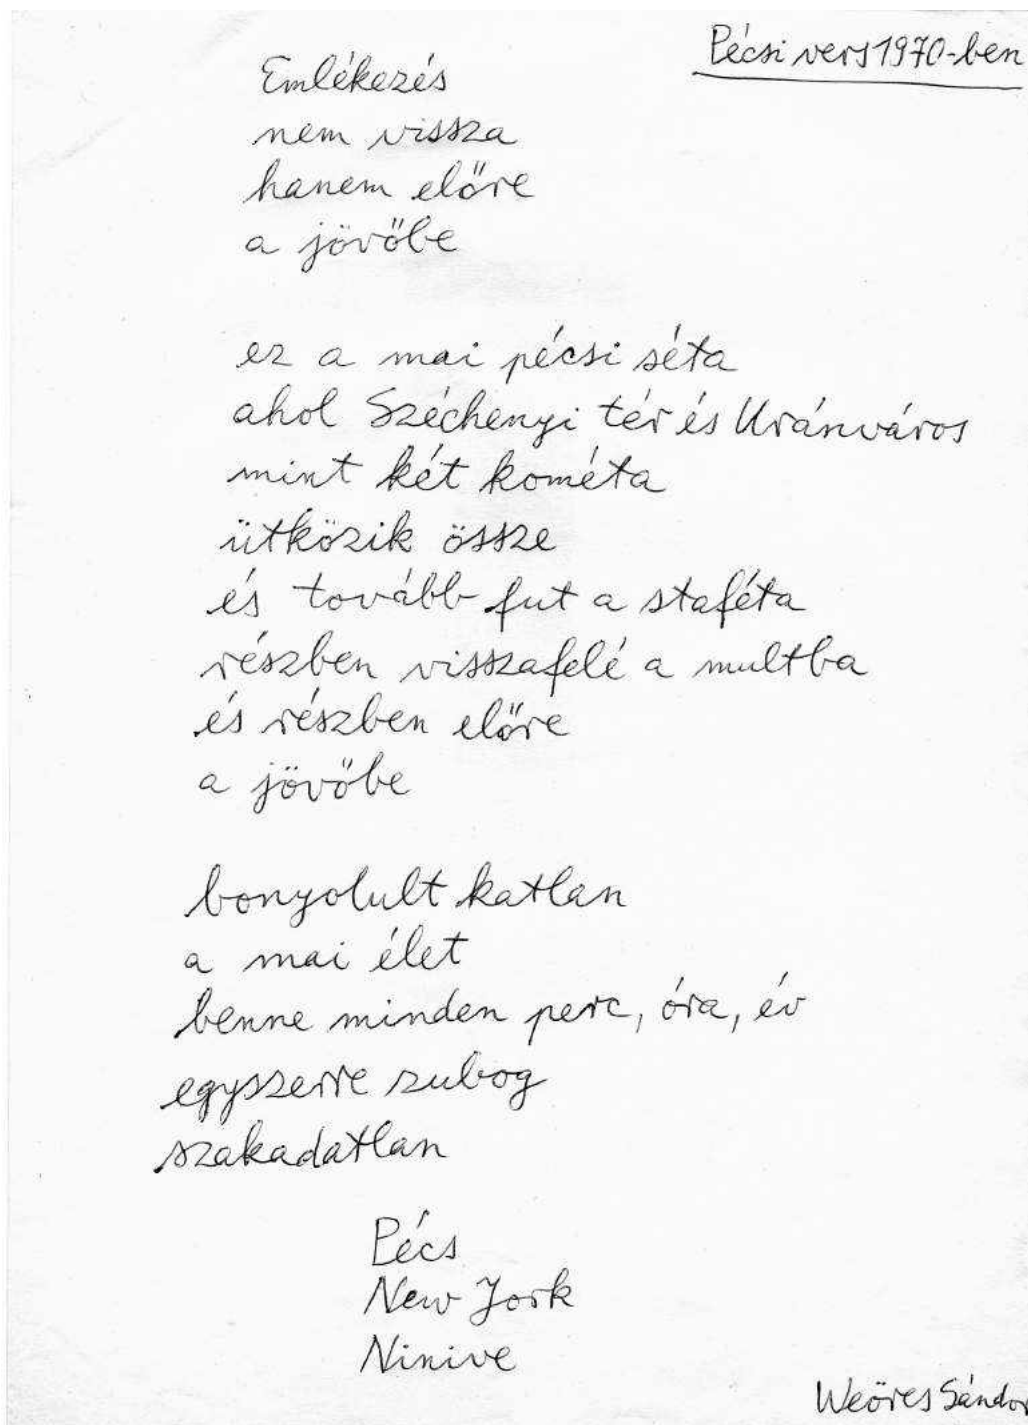 Pécsi vers 1970-ben
Emlékezés
nem vissza
hanem előre
a jövőbe
ez a mai pécsi séta
ahol Széchenyi tér és Uránváros
mint két kométa
ütközik össze
és tovább fut a staféta
részben visszafelé a multba
és részben előre
a jövőbe
bonyolult katlan
a mai élet
benne minden perc, óra, év
egyszerre zubog
szakadatlan
Pécs
New York
Ninive
Weöres Sándor